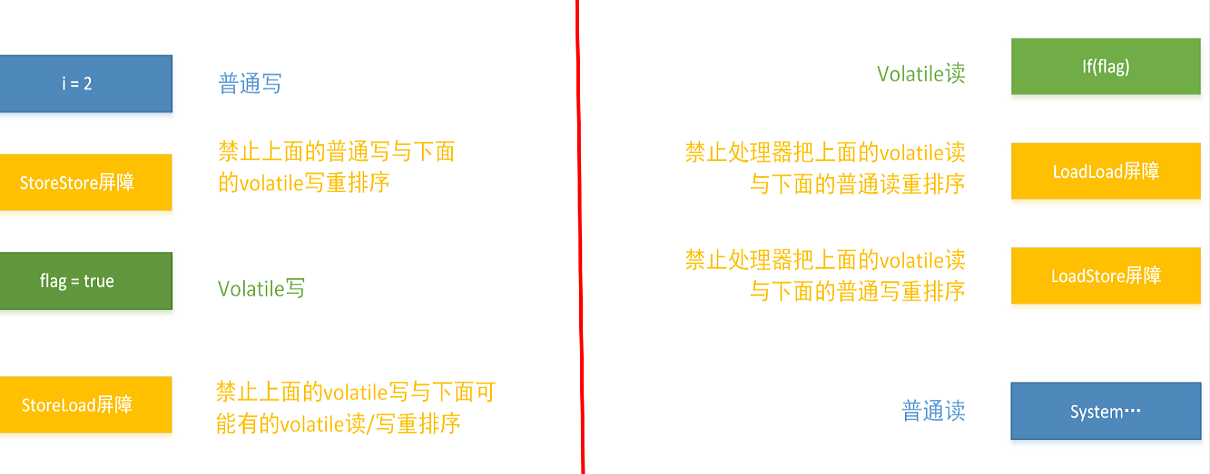 i = 2
普通写
StoreStore屏障
禁止上面的普通写与下面
的volatile写重排序
flag = true
Volatile写
StoreLoad屏障
禁止上面的volatile写与下面可
能有的volatile读/写重排序
Volatile读
If(flag)
禁止处理器把上面的volatile读
与下面的普通读重排序
LoadLoad屏障
禁止处理器把上面的volatile读
与下面的普通写重排序
LoadStore屏障
普通读
System…